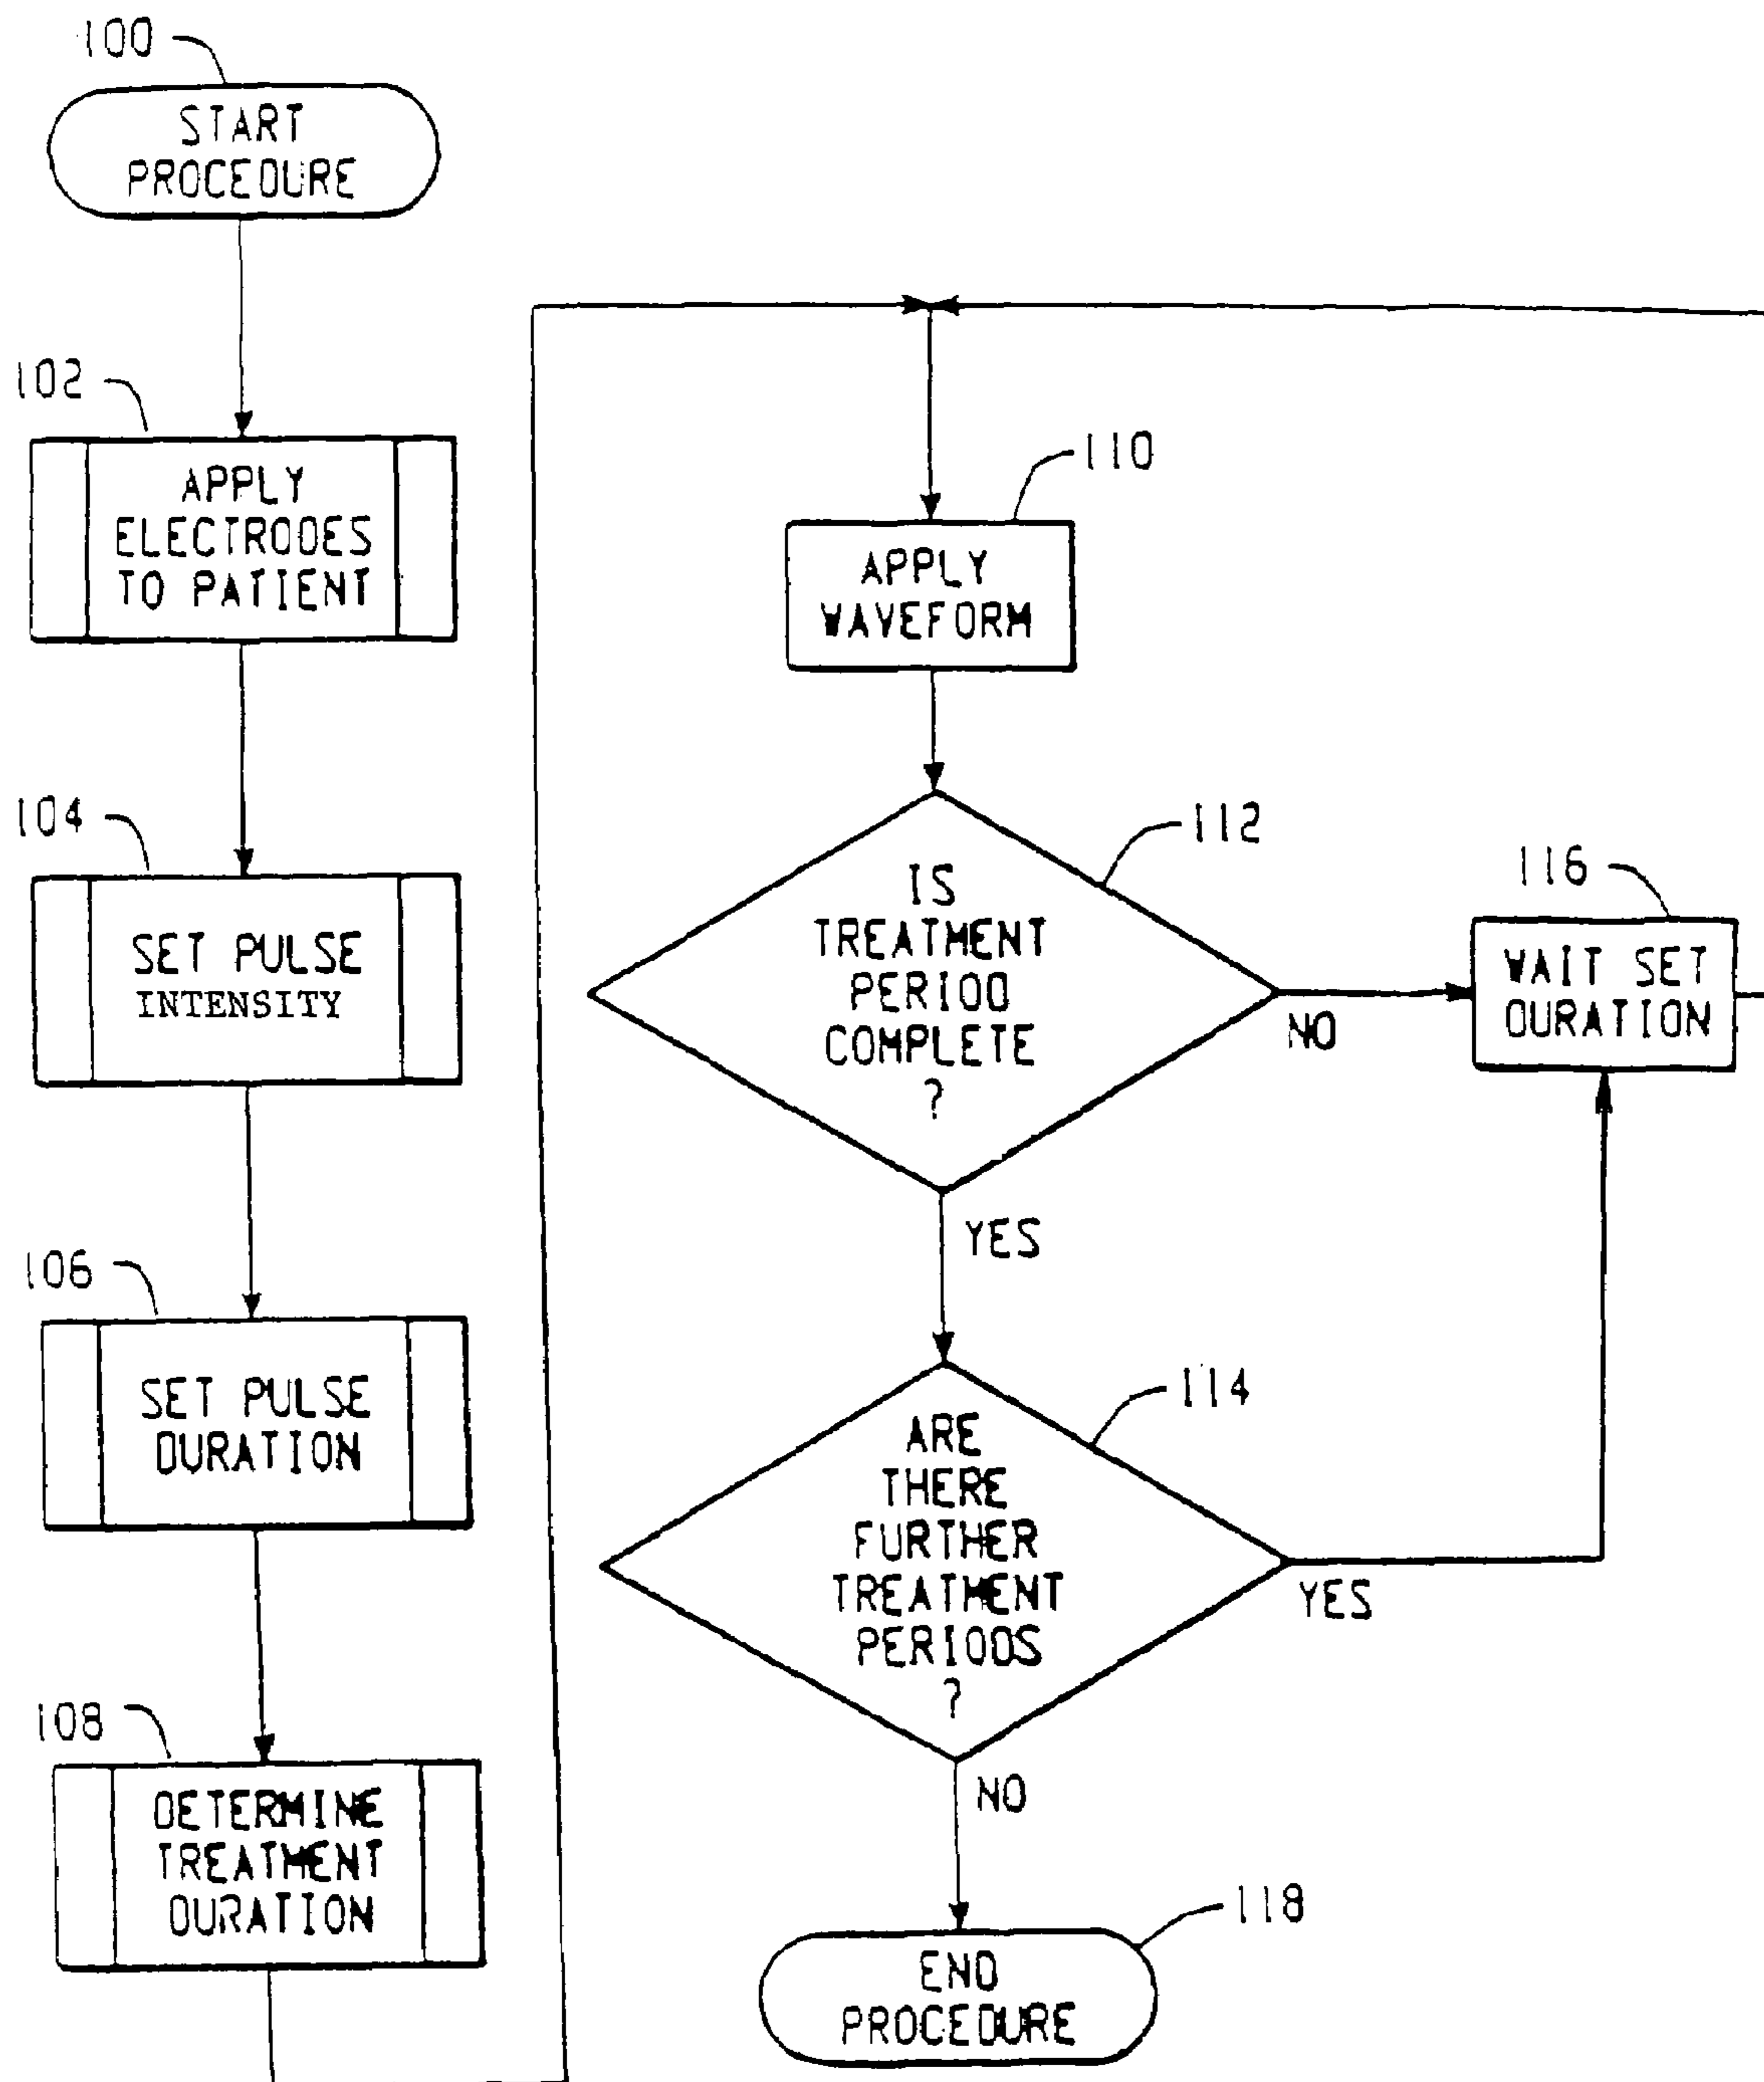 100
START
PROCEDURE
102
APPLY
ELECTRODES
TO PATIENT
104
SET PULSE
INTENSITY
106
SET PULSE
DURATION
108
DETERMINE
TREATMENT
DURATION
110
APPLY
WAVEFORM
112
IS
TREATMENT
PERIOD
COMPLETE
?
NO
YES
116
WAIT SET
DURATION
114
ARE
THERE
FURTHER
TREATMENT
PERIODS
?
YES
NO
118
END
PROCEDURE